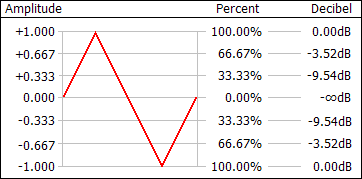 Amplitude Percent Decibel
+1.000 100.00% 0.00dB
+0.667 66.67% -3.52dB
+0.333 33.33% -9.54dB
0.000 0.00% -∞dB
-0.333 33.33% -9.54dB
-0.667 66.67% -3.52dB
-1.000 100.00% 0.00dB